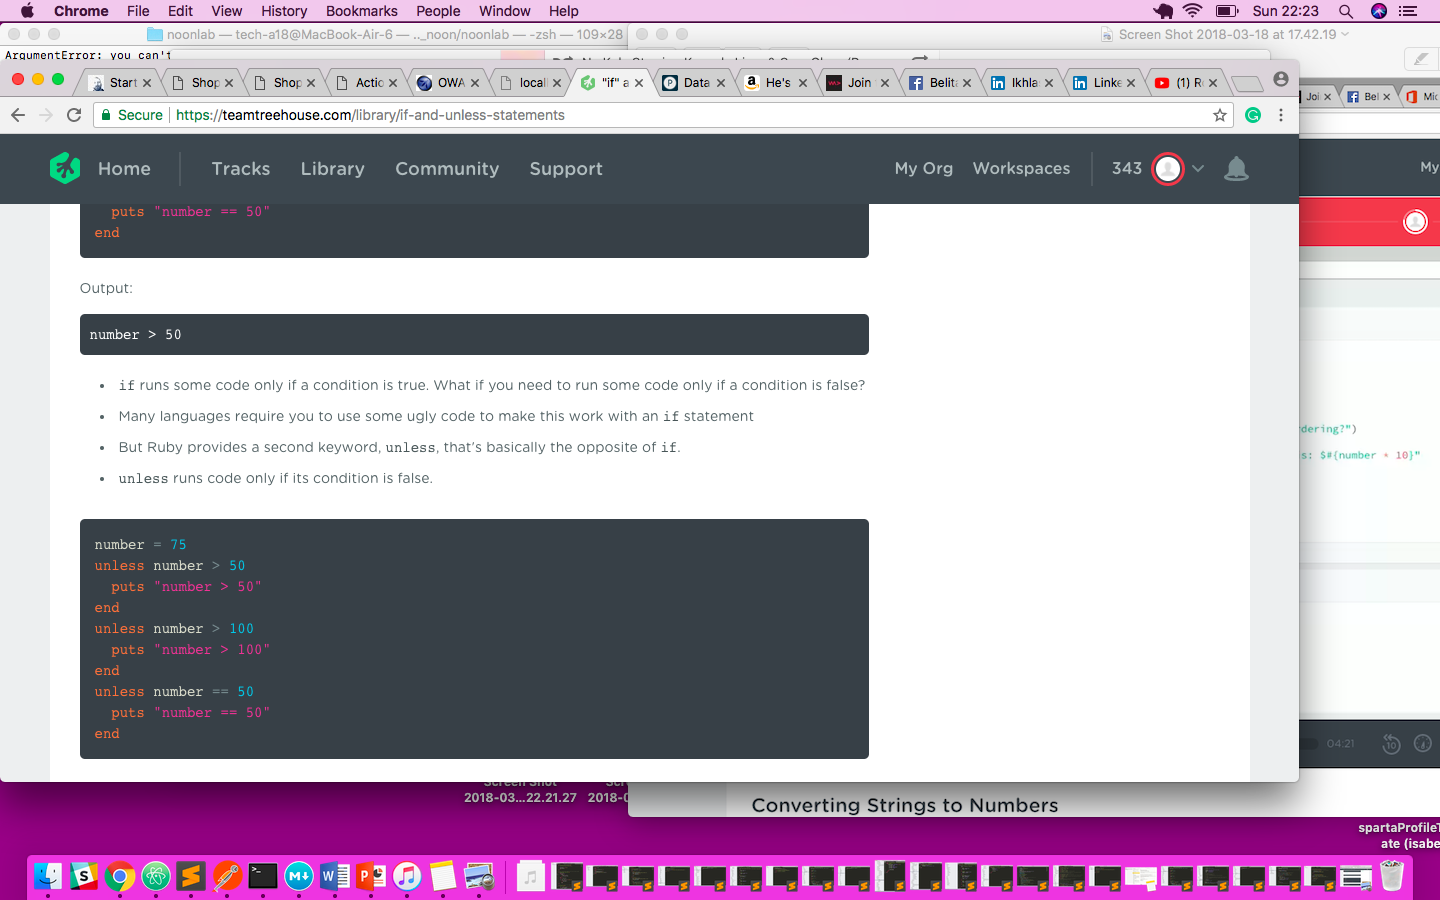 Chrome File Edit View History Bookmarks People Window Help Sun 22:23
noonlab — tech-a18@MacBook-Air-6 — .._noon/noonlab — -zsh — 109×28
Screen Shot 2018-03-18 at 17.42.19
ArgumentError: you can't
Start Shop Shop Actio OWA locall "if" a Data He's Join Belita Ikhla Linke (1) R
Joi Bel Mic
Secure https://teamtreehouse.com/library/if-and-unless-statements
Home Tracks Library Community Support My Org Workspaces 343
My
puts "number == 50"
end
Output:
number > 50
if runs some code only if a condition is true. What if you need to run some code only if a condition is false?
Many languages require you to use some ugly code to make this work with an if statement
But Ruby provides a second keyword, unless, that's basically the opposite of if.
unless runs code only if its condition is false.
dering?")
s: $#{number * 10}"
number = 75
unless number > 50
puts "number > 50"
end
unless number > 100
puts "number > 100"
end
unless number == 50
puts "number == 50"
end
04:21
10
Screen Shot
2018-03...22.21.27 2018-0
Converting Strings to Numbers
spartaProfileT
ate (isabe